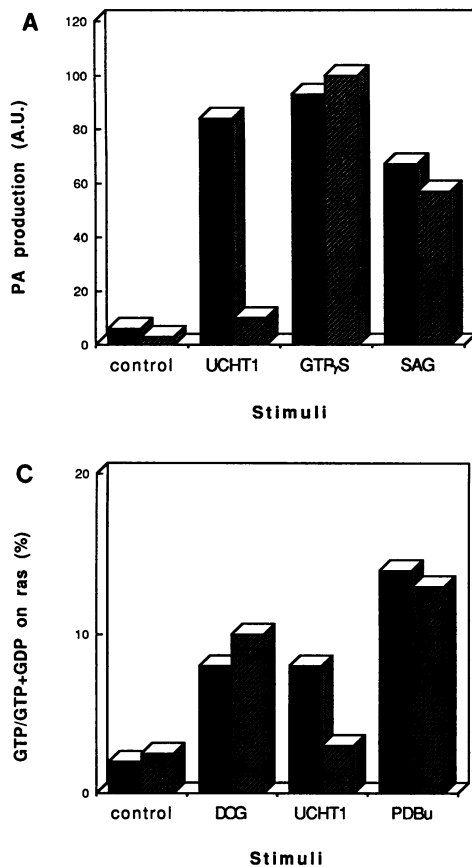 A
PA production (A.U.)
120
100
80
60
40
20
0
control UCHT1 GTPγS SAG
Stimuli
C
GTP/GTP+GDP on ras (%)
20
10
0
control DOG UCHT1 PDBu
Stimuli